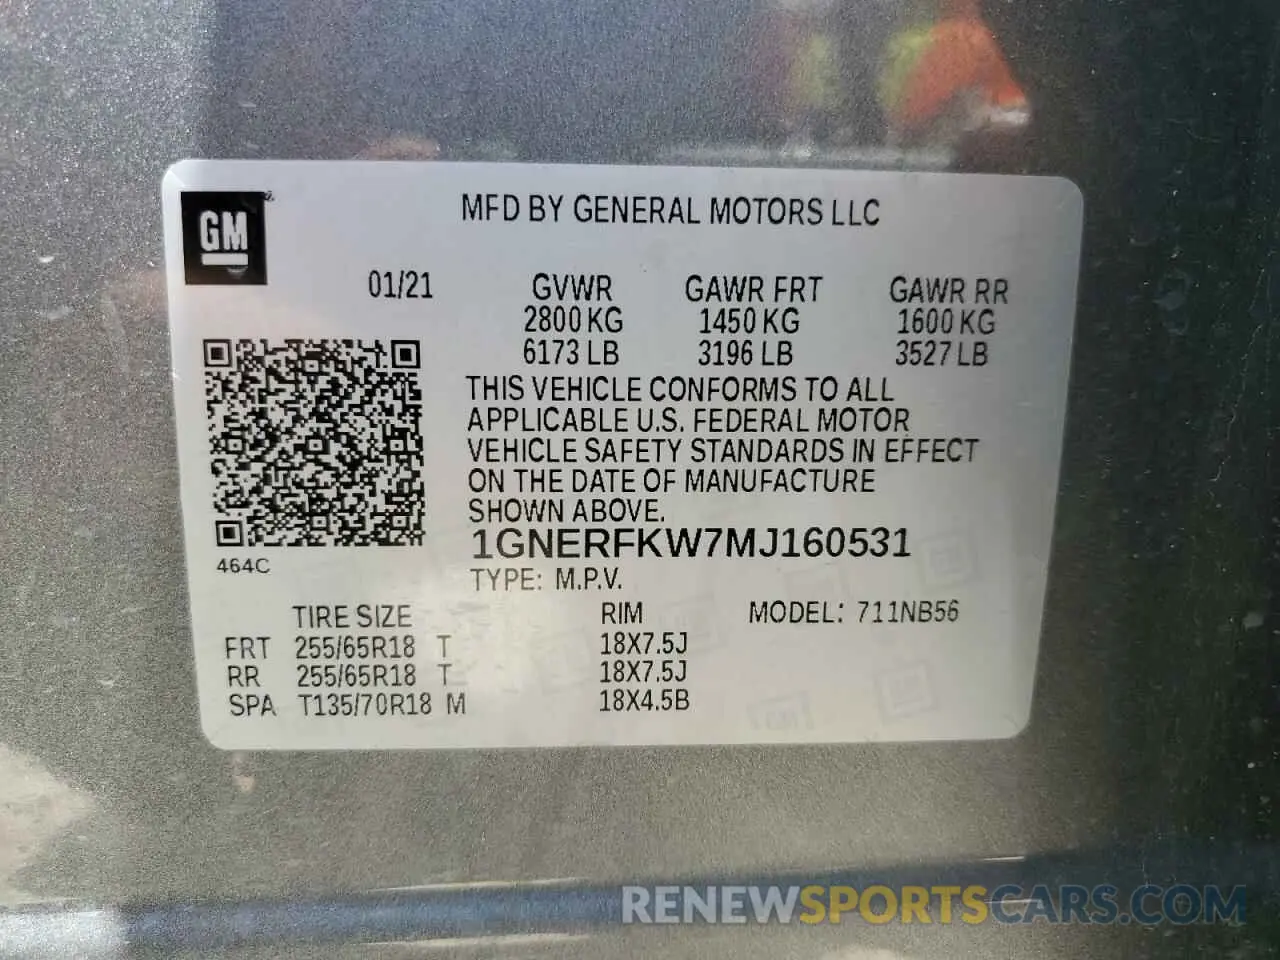 GM
MFD BY GENERAL MOTORS LLC
01/21 GVWR GAWR FRT GAWR RR
2800 KG 1450 KG 1600 KG
6173 LB 3196 LB 3527 LB
THIS VEHICLE CONFORMS TO ALL
APPLICABLE U.S. FEDERAL MOTOR
VEHICLE SAFETY STANDARDS IN EFFECT
ON THE DATE OF MANUFACTURE
SHOWN ABOVE.
1GNERFKW7MJ160531
464C
TYPE: M.P.V.
TIRE SIZE RIM MODEL: 711NB56
FRT 255/65R18 T 18X7.5J
RR 255/65R18 T 18X7.5J
SPA T135/70R18 M 18X4.5B
RENEWSPORTSCARS.COM